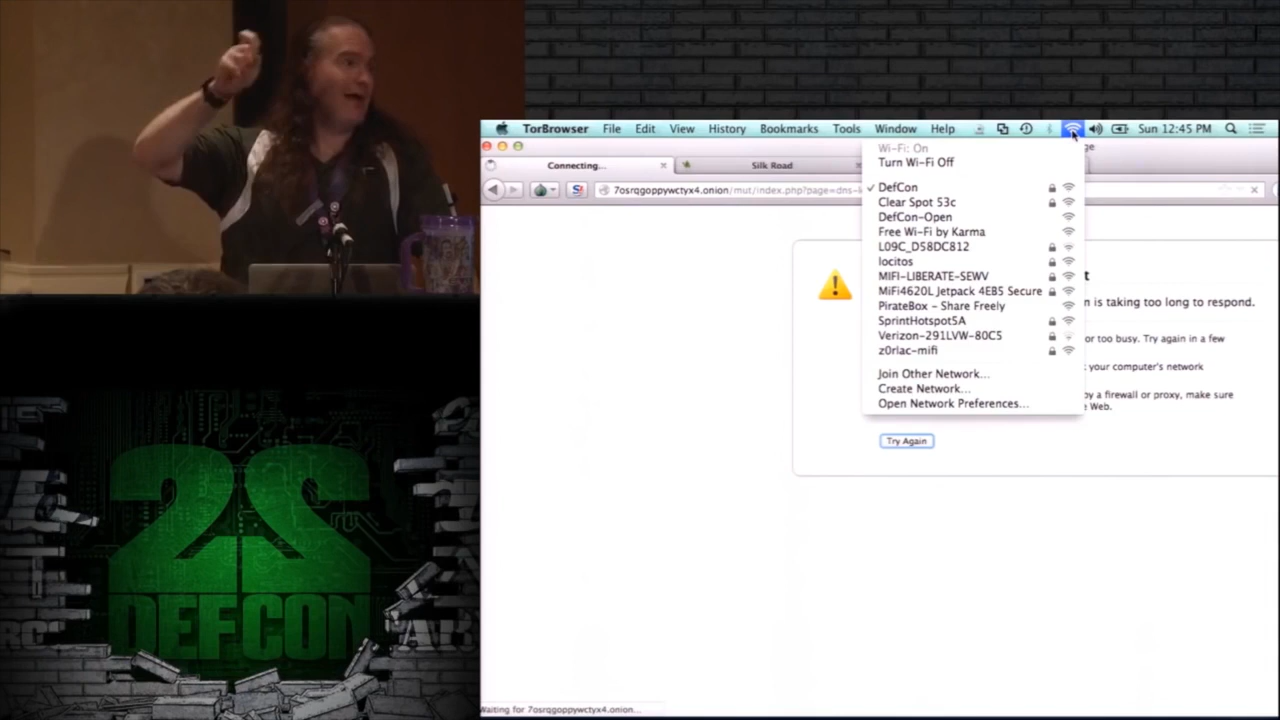 TorBrowser File Edit View History Bookmarks Tools Window Help Sun 12:45 PM
Wi-Fi: On
ge
Turn Wi-Fi Off
Connecting...
Silk Road
7osrqgoppywctyx4.onion/mut/index.php?page=dns-l
DefCon
Clear Spot 53c
DefCon-Open
Free Wi-Fi by Karma
L09C_D58DC812
locitos
MIFI-LIBERATE-SEWV
t
MiFi4620L Jetpack 4EB5 Secure
n is taking too long to respond.
PirateBox - Share Freely
SprintHotspot5A
Verizon-291LVW-80C5
or too busy. Try again in a few
z0rlac-mifi
your computer's network
Join Other Network...
Create Network...
by a firewall or proxy, make sure
Open Network Preferences...
e Web.
Try Again
22
DEFCON
Waiting for 7osrqgoppywctyx4.onion...